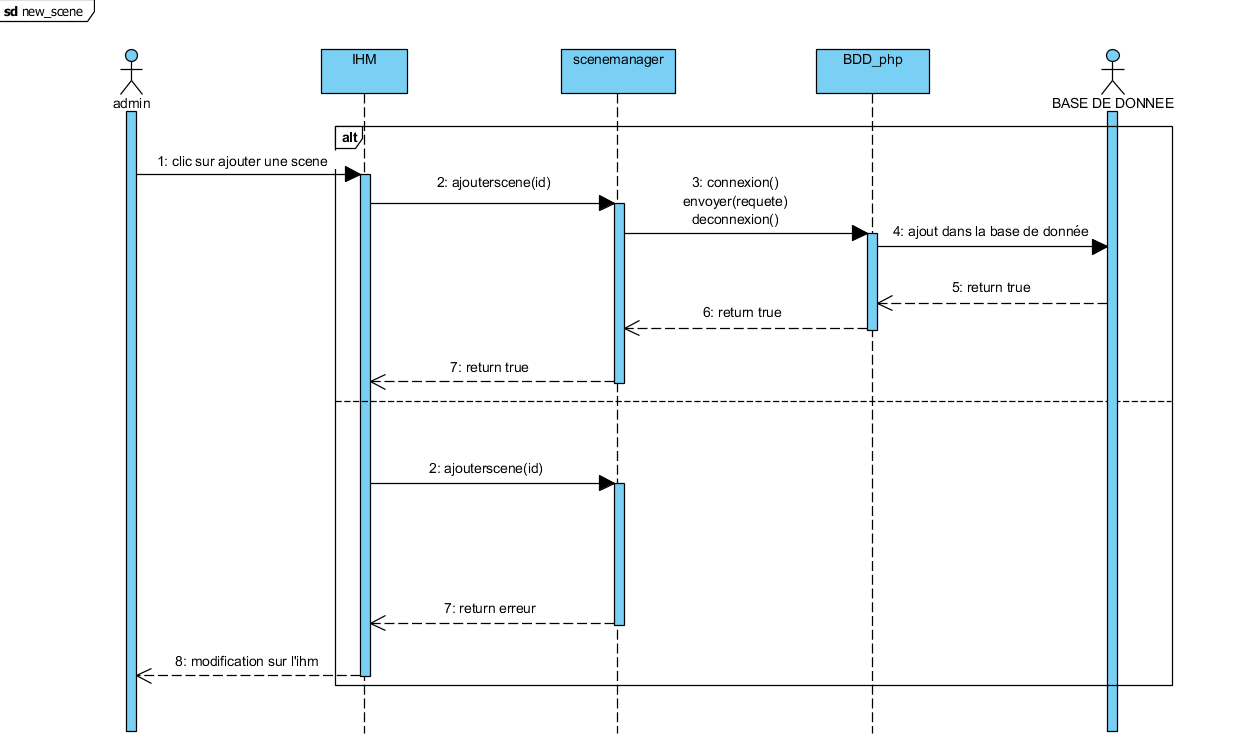 sd new_scene
IHM
scenemanager
BDD_php
admin
BASE DE DONNEE
alt
1: clic sur ajouter une scene
2: ajouterscene(id)
3: connexion()
envoyer(requete)
deconnexion()
4: ajout dans la base de donnée
5: return true
6: return true
7: return true
2: ajouterscene(id)
7: return erreur
8: modification sur l'ihm